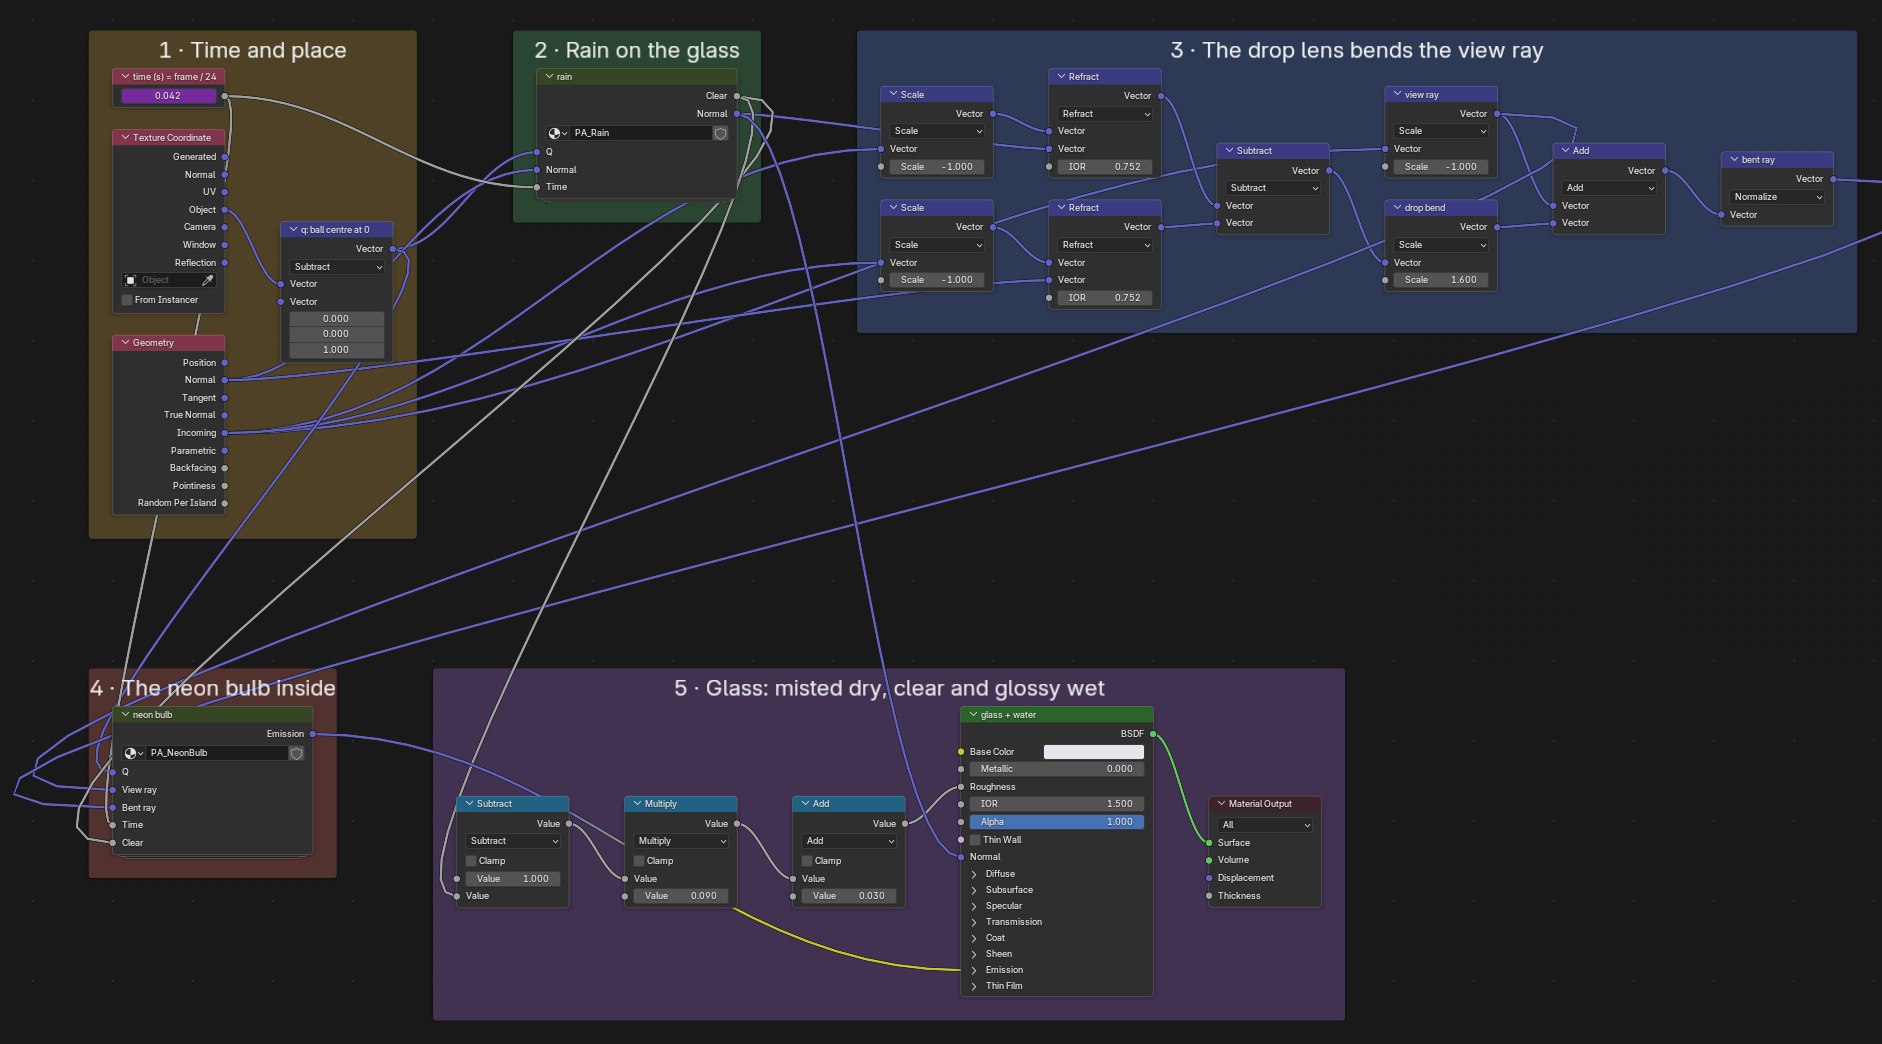 1 · Time and place
time (s) = frame / 24
0.042
Texture Coordinate
Generated
Normal
UV
Object
Camera
Window
Reflection
Object
From Instancer
q: ball centre at 0
Vector
Subtract
Vector
Vector
0.000
0.000
1.000
Geometry
Position
Normal
Tangent
True Normal
Incoming
Parametric
Backfacing
Pointiness
Random Per Island
2 · Rain on the glass
rain
Clear
Normal
PA_Rain
Q
Normal
Time
3 · The drop lens bends the view ray
Scale
Vector
Scale
Vector
Scale -1.000
Scale
Vector
Scale
Vector
Scale -1.000
Refract
Vector
Refract
Vector
Vector
IOR 0.752
Refract
Vector
Refract
Vector
Vector
IOR 0.752
Subtract
Vector
Subtract
Vector
Vector
view ray
Vector
Scale
Vector
Scale -1.000
drop bend
Vector
Scale
Vector
Scale 1.600
Add
Vector
Add
Vector
Vector
bent ray
Vector
Normalize
Vector
4 · The neon bulb inside
neon bulb
Emission
PA_NeonBulb
Q
View ray
Bent ray
Time
Clear
5 · Glass: misted dry, clear and glossy wet
Subtract
Value
Subtract
Clamp
Value 1.000
Value
Multiply
Value
Multiply
Clamp
Value
Value 0.090
Add
Value
Add
Clamp
Value
Value 0.030
glass + water
BSDF
Base Color
Metallic 0.000
Roughness
IOR 1.500
Alpha 1.000
Thin Wall
Normal
Diffuse
Subsurface
Specular
Transmission
Coat
Sheen
Emission
Thin Film
Material Output
All
Surface
Volume
Displacement
Thickness